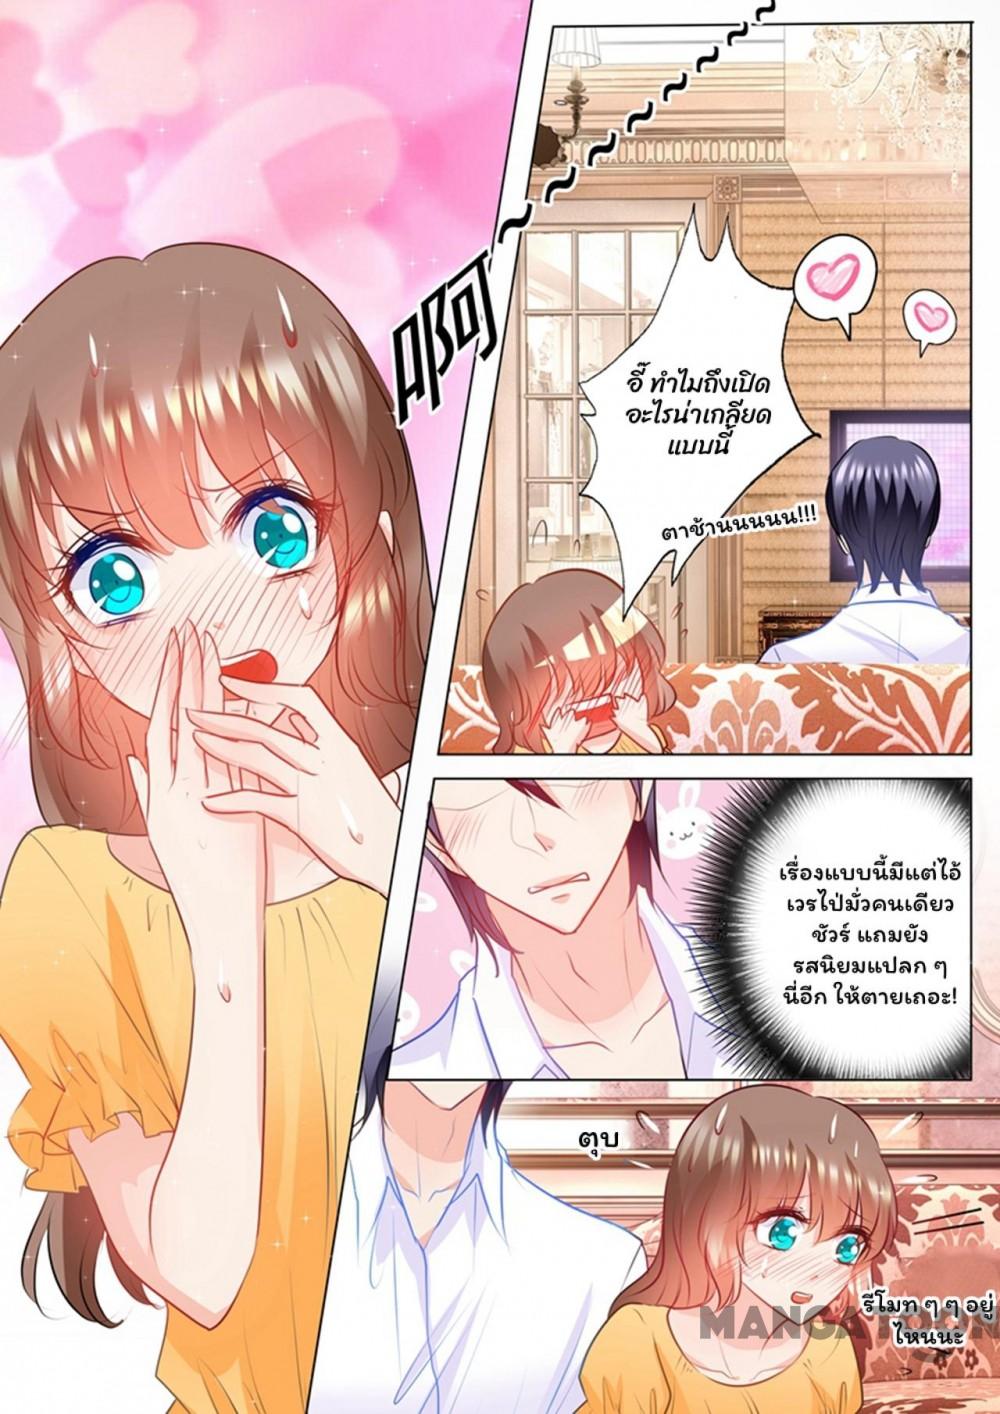 啊
~~~~~~~~~
อี๊ ทำไมถึงเปิด
อะไรน่าเกลียด
แบบนี้
ตาช้านนนนน!!!
เรื่องแบบนี้มีแต่ไอ้
เวรไป่มั่วคนเดียว
ชัวร์ แถมยัง
รสนิยมแปลก ๆ
นี่อีก ให้ตายเถอะ!
ตุบ
รีโมท ๆ ๆ อยู่
ไหนนะ
MANGATOON